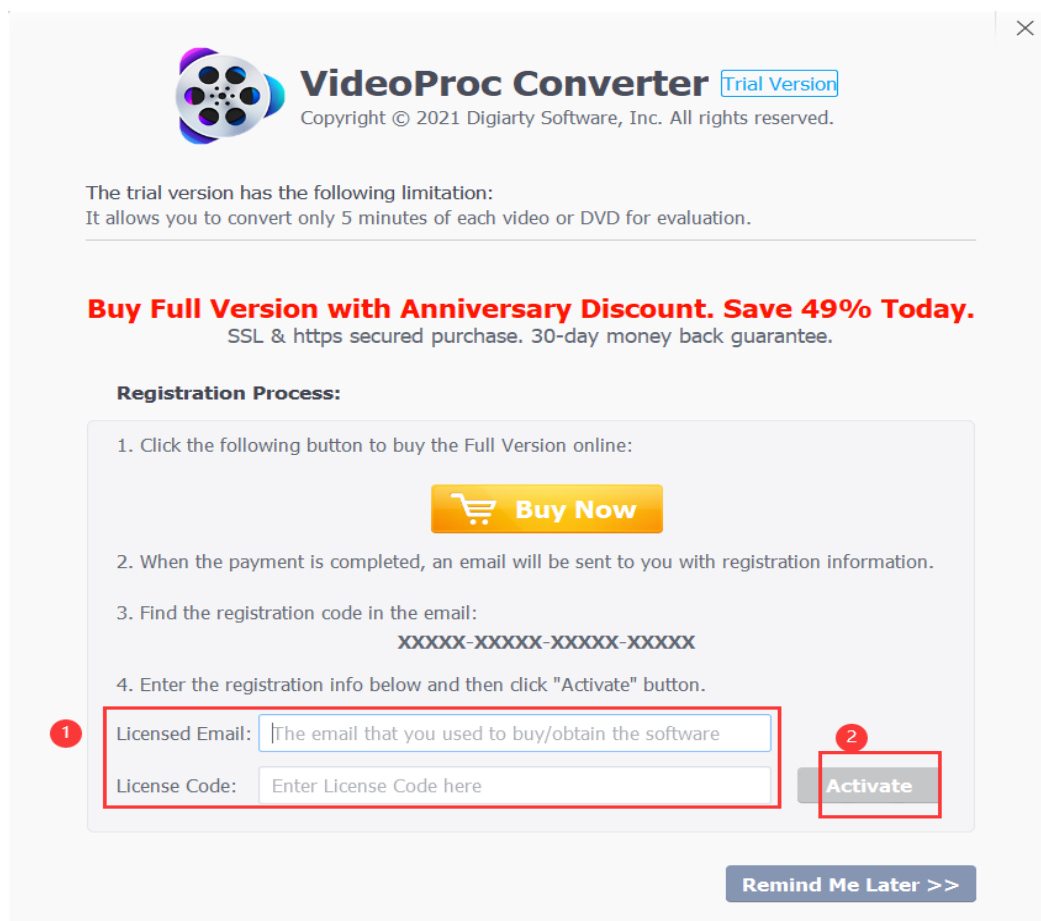 VideoProc Converter Trial Version
Copyright © 2021 Digiarty Software, Inc. All rights reserved.
The trial version has the following limitation:
It allows you to convert only 5 minutes of each video or DVD for evaluation.
Buy Full Version with Anniversary Discount. Save 49% Today.
SSL & https secured purchase. 30-day money back guarantee.
Registration Process:
1. Click the following button to buy the Full Version online:
Buy Now
2. When the payment is completed, an email will be sent to you with registration information.
3. Find the registration code in the email:
XXXXX-XXXXX-XXXXX-XXXXX
4. Enter the registration info below and then click "Activate" button.
1 Licensed Email: The email that you used to buy/obtain the software 2
License Code: Enter License Code here Activate
Remind Me Later >>